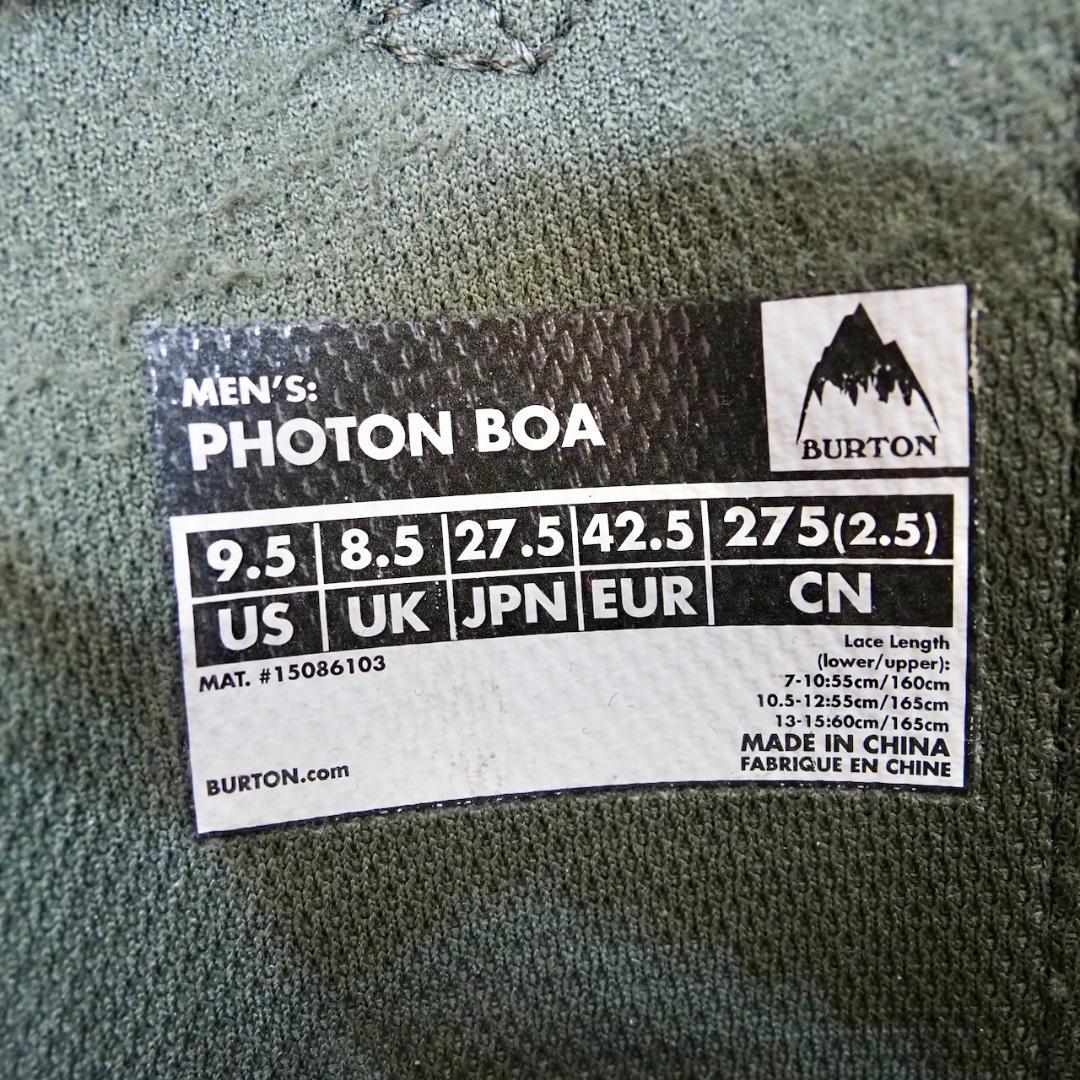 MEN'S:
PHOTON BOA
BURTON
9.5 8.5 27.5 42.5 275(2.5)
US UK JPN EUR CN
MAT. #15086103
Lace Length
(lower/upper):
7-10:55cm/160cm
10.5-12:55cm/165cm
13-15:60cm/165cm
MADE IN CHINA
FABRIQUE EN CHINE
BURTON.com